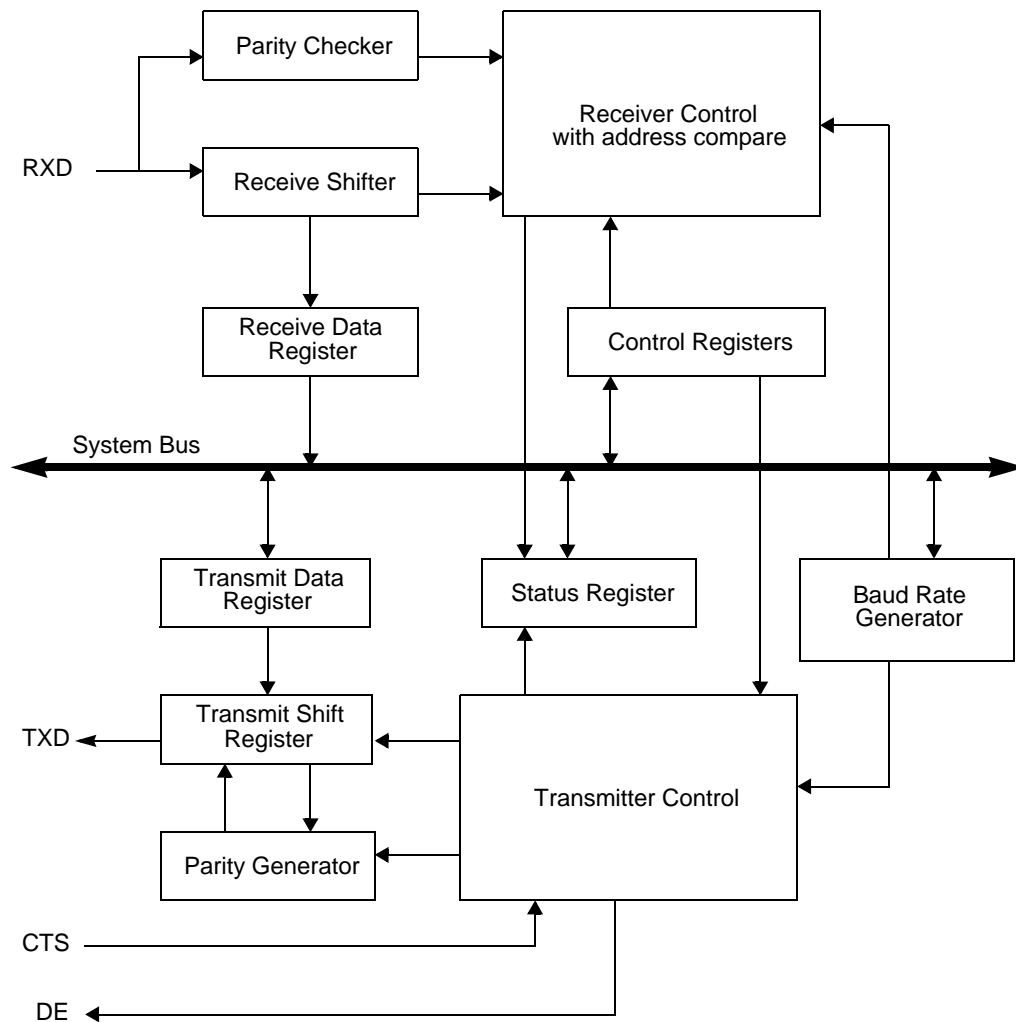 Parity Checker
Receiver Control
with address compare
RXD
Receive Shifter
Receive Data
Register
Control Registers
System Bus
Transmit Data
Register
Status Register
Baud Rate
Generator
Transmit Shift
Register
TXD
Transmitter Control
Parity Generator
CTS
DE